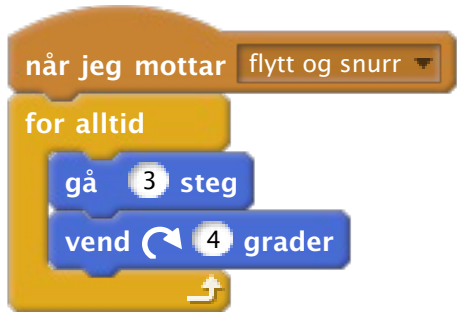 når jeg mottar flytt og snurr
for alltid
gå 3 steg
vend 4 grader